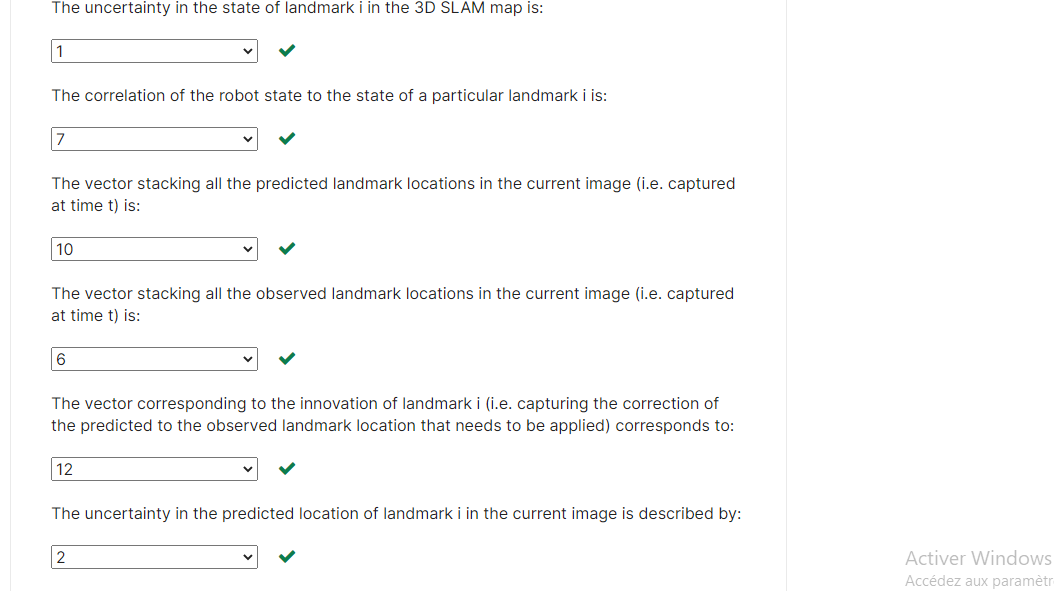 The uncertainty in the state of landmark i in the 3D SLAM map is:
1
The correlation of the robot state to the state of a particular landmark i is:
7
The vector stacking all the predicted landmark locations in the current image (i.e. captured
at time t) is:
10
The vector stacking all the observed landmark locations in the current image (i.e. captured
at time t) is:
6
The vector corresponding to the innovation of landmark i (i.e. capturing the correction of
the predicted to the observed landmark location that needs to be applied) corresponds to:
12
The uncertainty in the predicted location of landmark i in the current image is described by:
2
Activer Windows
Accédez aux paramètr